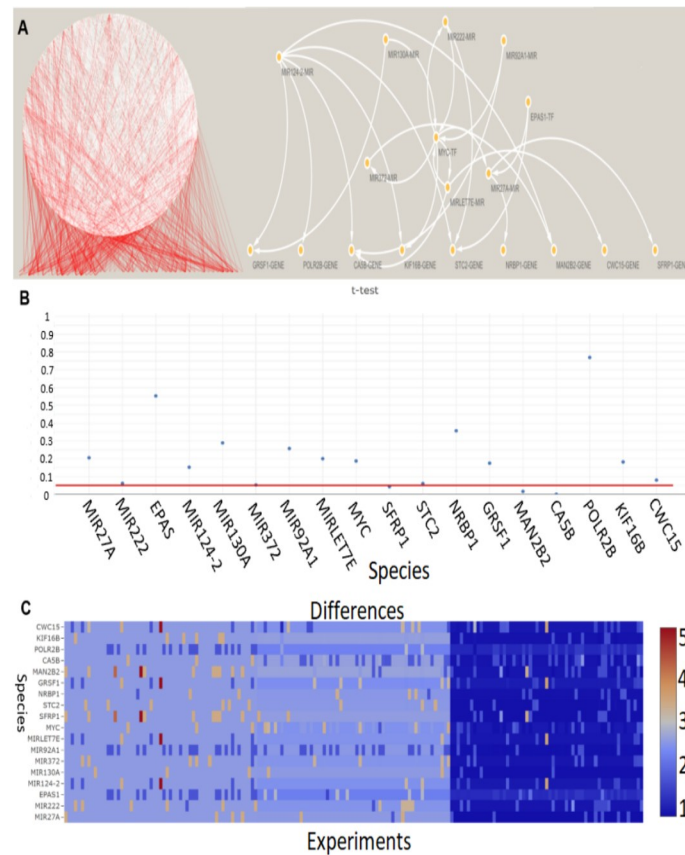 A
MIR222-MIR
MIR130A-MIR
MIR92A1-MIR
MIR124-2-MIR
EPAS1-TF
MYC-TF
MIR372-MIR
MIR27A-MIR
MIRLET7E-MIR
GRSF1-GENE
POLR2B-GENE
CA5B-GENE
KIF16B-GENE
STC2-GENE
NRBP1-GENE
MAN2B2-GENE
CWC15-GENE
SFRP1-GENE
t-test
B
1
0.9
0.8
0.7
0.6
0.5
0.4
0.3
0.2
0.1
0
MIR27A
MIR222
EPAS
MIR124-2
MIR130A
MIR372
MIR92A1
MIRLET7E
MYC
SFRP1
STC2
NRBP1
GRSF1
MAN2B2
CA5B
POLR2B
KIF16B
CWC15
Species
C
Differences
Species
CWC15
KIF16B
POLR2B
CA5B
MAN2B2
GRSF1
NRBP1
STC2
SFRP1
MYC
MIRLET7E
MIR92A1
MIR372
MIR130A
MIR124-2
EPAS1
MIR222
MIR27A
5
4
3
2
1
Experiments